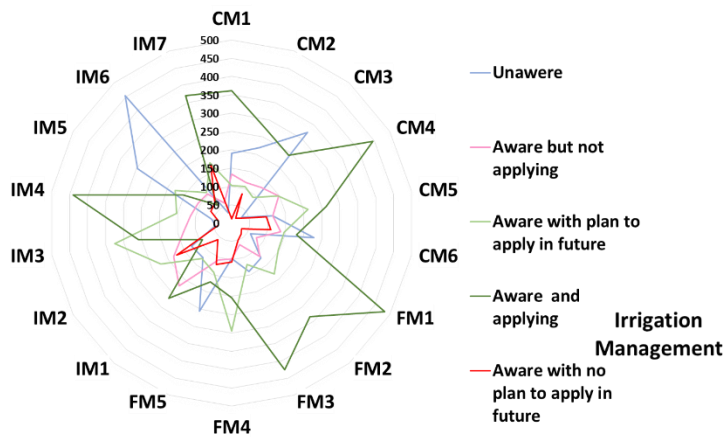 CM1
CM2
CM3
CM4
CM5
CM6
FM1
FM2
FM3
FM4
FM5
IM1
IM2
IM3
IM4
IM5
IM6
IM7
500
450
400
350
300
250
200
150
100
50
0
Unawere
Aware but not
applying
Aware with plan to
apply in future
Aware and
applying
Aware with no
plan to apply in
future
Irrigation
Management